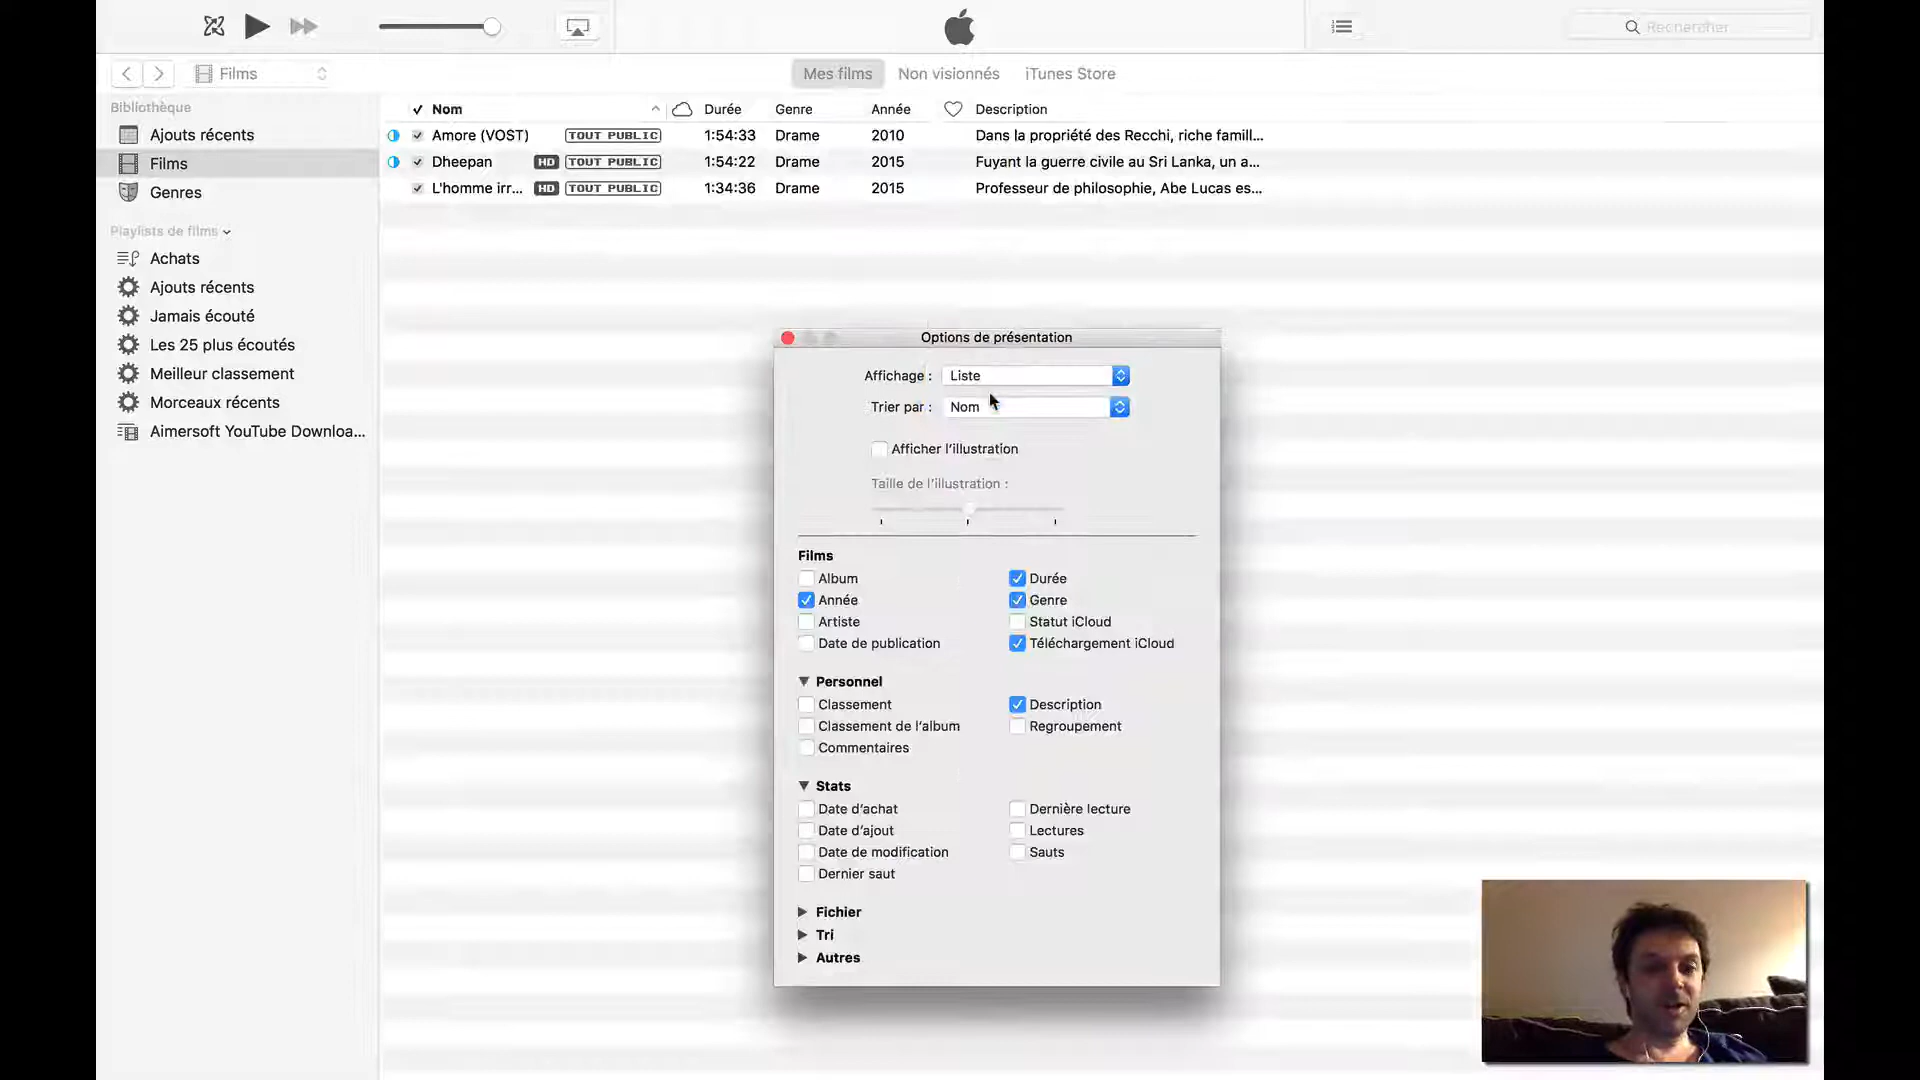 Rechercher
Films
Mes films
Non visionnés
iTunes Store
Bibliothèque
Ajouts récents
Films
Genres
Playlists de films
Achats
Ajouts récents
Jamais écouté
Les 25 plus écoutés
Meilleur classement
Morceaux récents
Aimersoft YouTube Downloa...
Nom Durée Genre Année Description
Amore (VOST) TOUT PUBLIC 1:54:33 Drame 2010 Dans la propriété des Recchi, riche famill...
Dheepan HD TOUT PUBLIC 1:54:22 Drame 2015 Fuyant la guerre civile au Sri Lanka, un a...
L'homme irr... HD TOUT PUBLIC 1:34:36 Drame 2015 Professeur de philosophie, Abe Lucas es...
Options de présentation
Affichage : Liste
Trier par : Nom
Afficher l'illustration
Taille de l'illustration :
Films
Album Durée
Année Genre
Artiste Statut iCloud
Date de publication Téléchargement iCloud
Personnel
Classement Description
Classement de l'album Regroupement
Commentaires
Stats
Date d'achat Dernière lecture
Date d'ajout Lectures
Date de modification Sauts
Dernier saut
Fichier
Tri
Autres